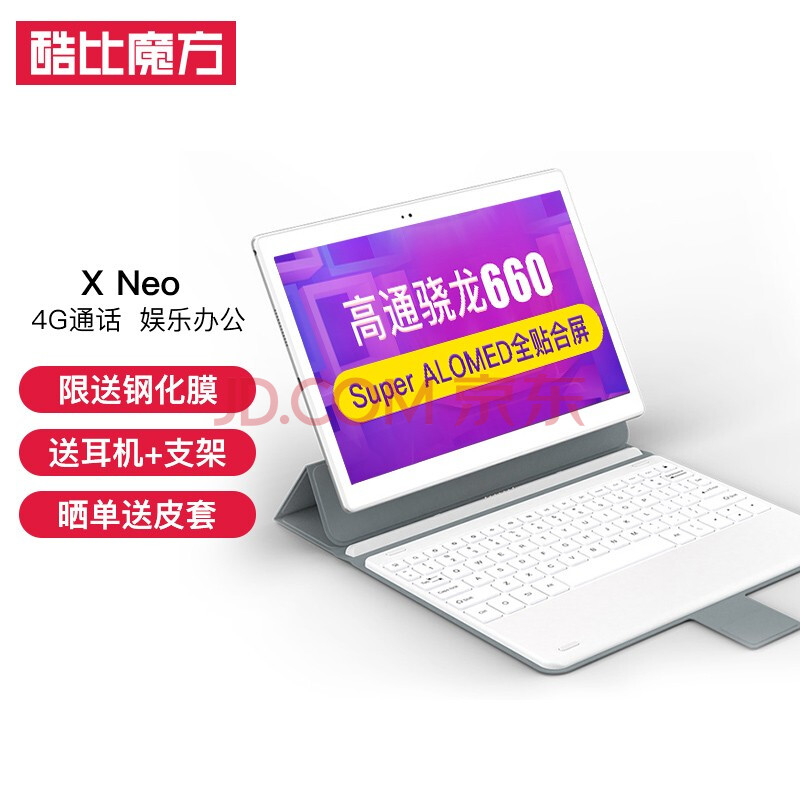 酷比魔方
X Neo
4G通话 娱乐办公
限送钢化膜
送耳机+支架
晒单送皮套
高通骁龙660
Super ALOMED全贴合屏
JD.COM 京东